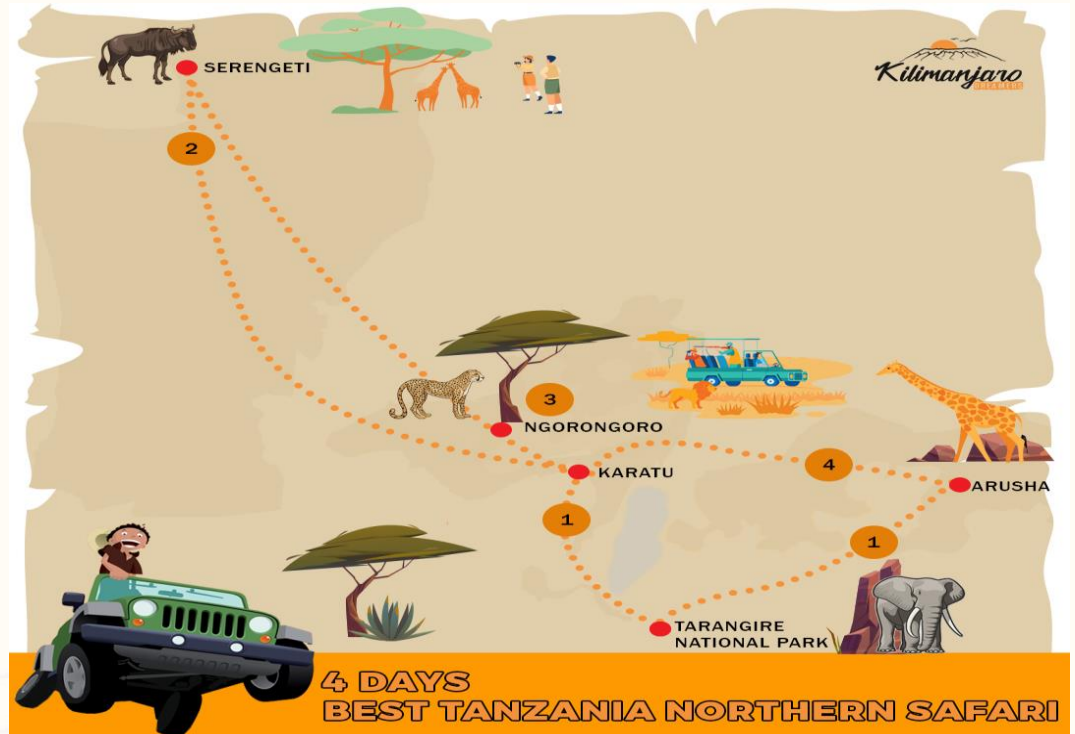 SERENGETI
Kilimanjaro
DREAMERS
2
3
NGORONGORO
KARATU
4
ARUSHA
1
1
TARANGIRE
NATIONAL PARK
4 DAYS
BEST TANZANIA NORTHERN SAFARI